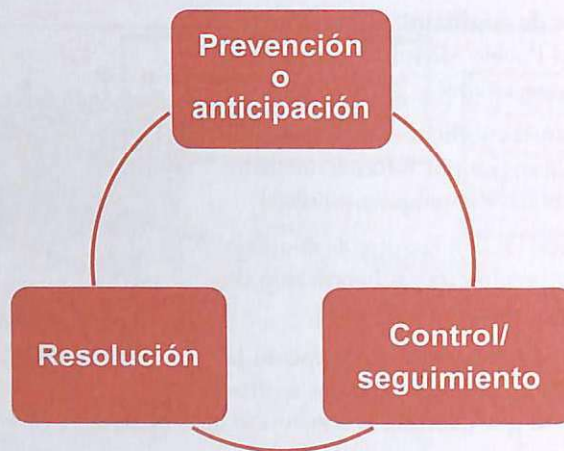 Prevención
o
anticipación
Control/
seguimiento
Resolución